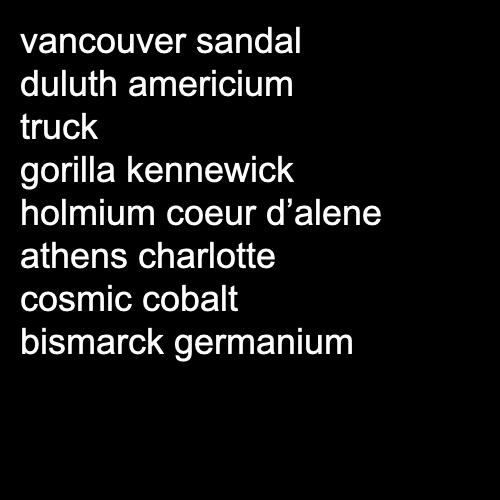 vancouver sandal
duluth americium
truck
gorilla kennewick
holmium coeur d’alene
athens charlotte
cosmic cobalt
bismarck germanium